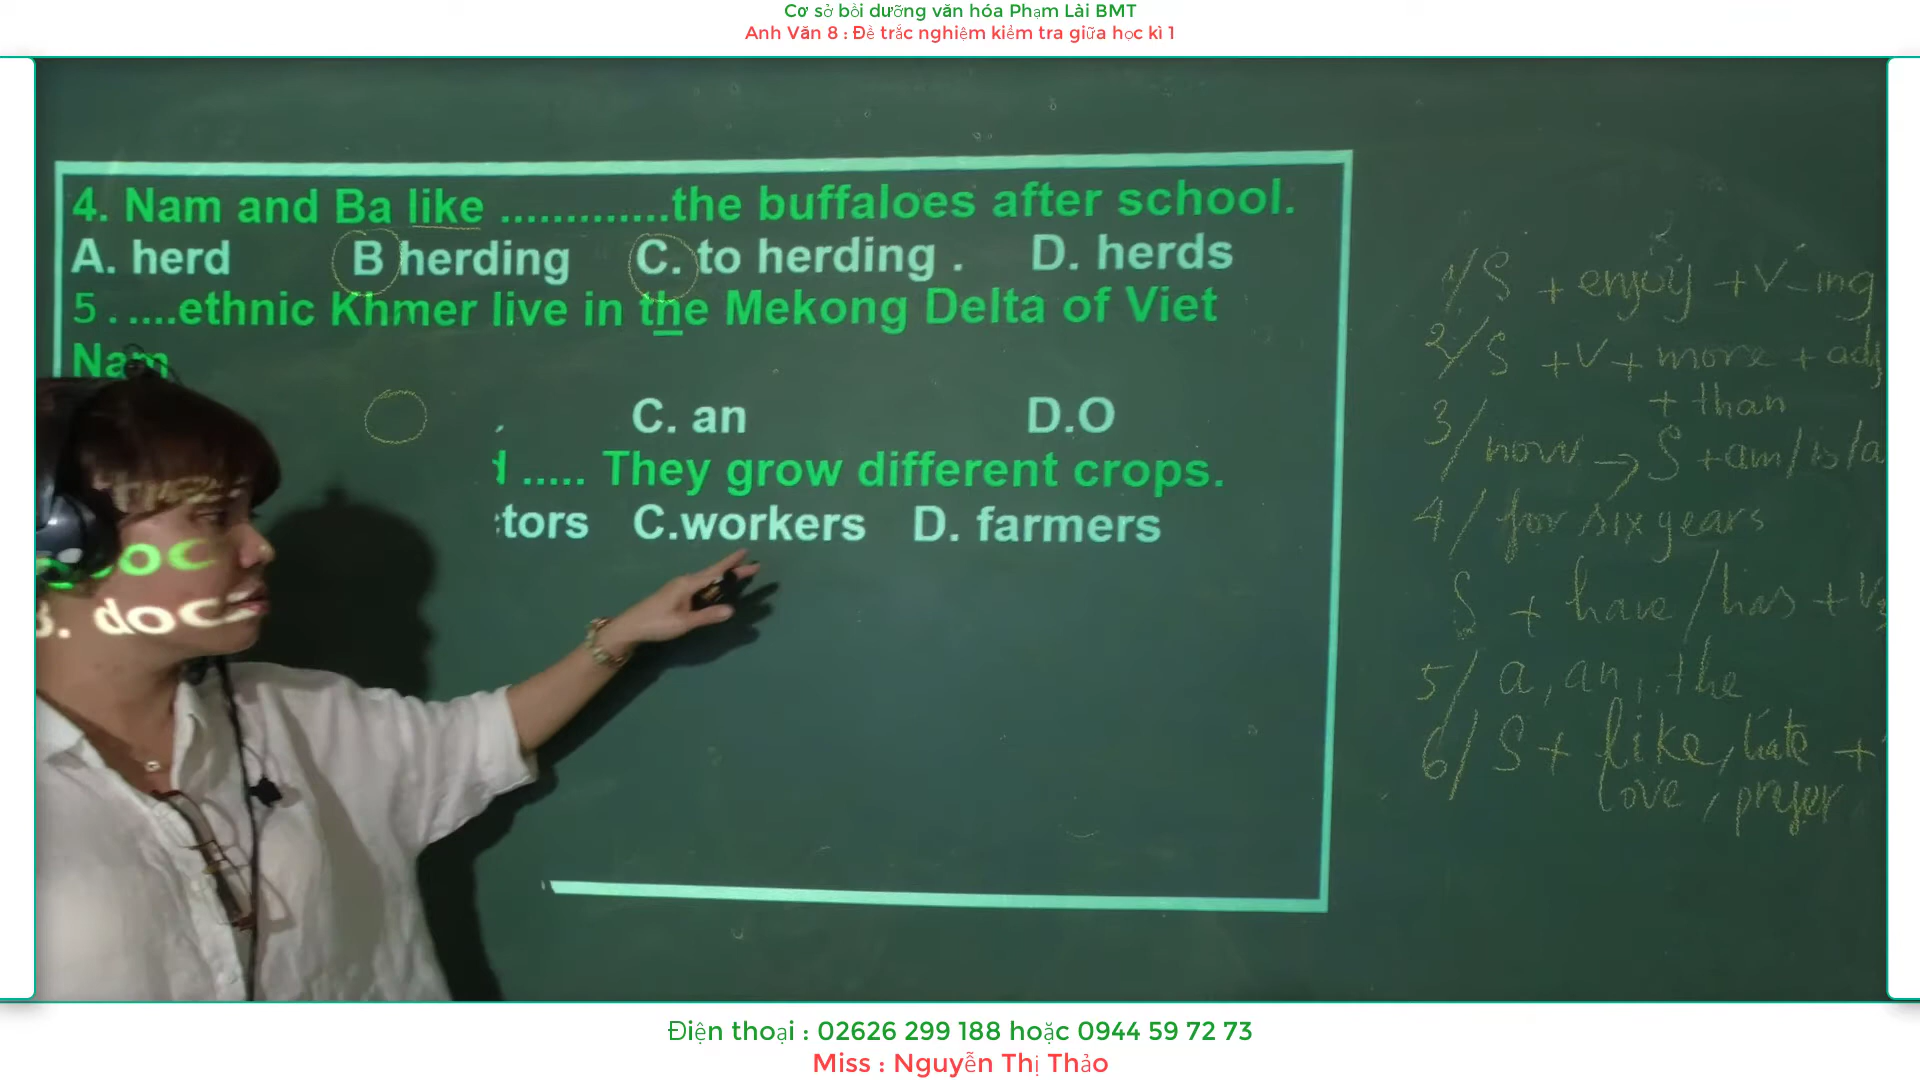 Cơ sở bồi dưỡng văn hóa Phạm Lài BMT
Anh Văn 8 : Đề trắc nghiệm kiểm tra giữa học kì 1
4. Nam and Ba like .............the buffaloes after school.
A. herd B herding C. to herding . D. herds
5 . ....ethnic Khmer live in the Mekong Delta of Viet
Nam
C. an D.O
..... They grow different crops.
tors C.workers D. farmers
oc
doc
1/ S + enjoy + V-ing
2/ S + V + more + adj
+ than
3/ now → S + am/is/a
4/ for six years
S + have/has + V3
5/ a, an, the
6/ S + like, hate +
love, prefer
Điện thoại : 02626 299 188 hoặc 0944 59 72 73
Miss : Nguyễn Thị Thảo